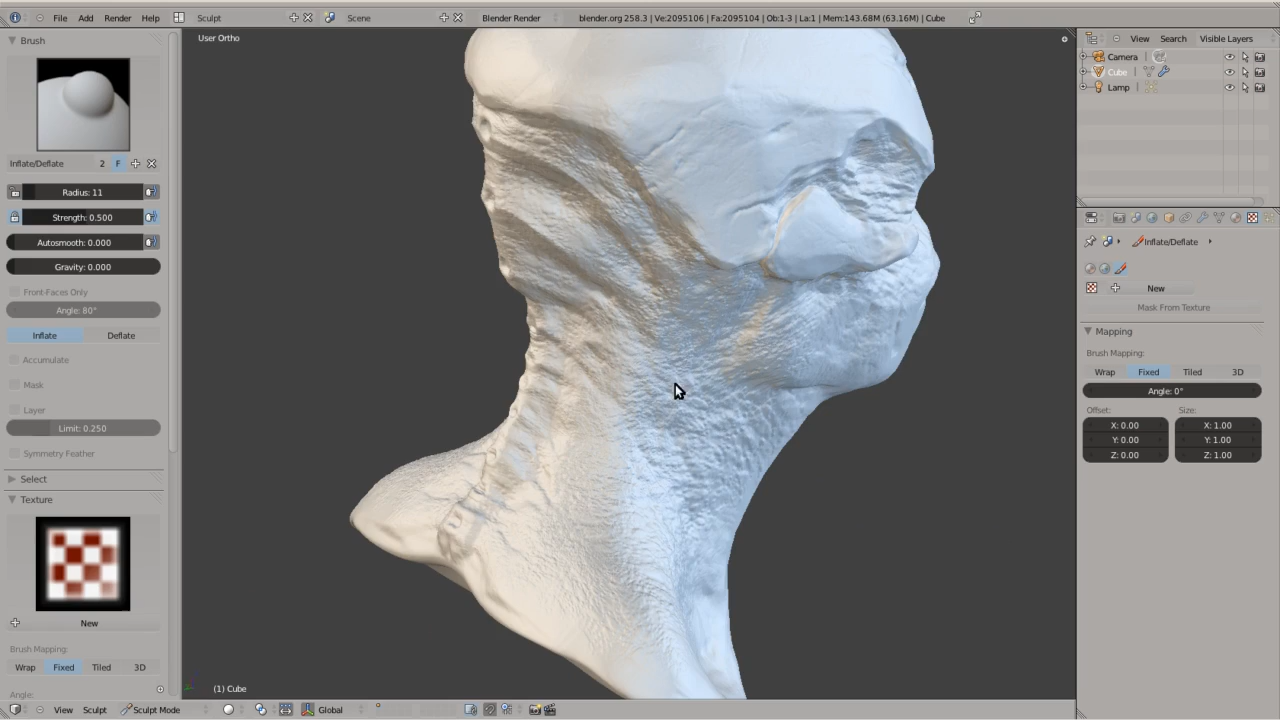 File Add Render Help Sculpt Scene Blender Render blender.org 258.3 | Ve:2095106 | Fa:2095104 | Ob:1-3 | La:1 | Mem:143.68M (63.16M) | Cube
Brush
Inflate/Deflate 2 F
Radius: 11
Strength: 0.500
Autosmooth: 0.000
Gravity: 0.000
Front-Faces Only
Angle: 80°
Inflate Deflate
Accumulate
Mask
Layer
Limit: 0.250
Symmetry Feather
Select
Texture
New
Brush Mapping:
Wrap Fixed Tiled 3D
Angle:
User Ortho
(1) Cube
View Sculpt Sculpt Mode Global
View Search Visible Layers
Camera
Cube
Lamp
Inflate/Deflate
New
Mask From Texture
Mapping
Brush Mapping:
Wrap Fixed Tiled 3D
Angle: 0°
Offset: Size:
X: 0.00 X: 1.00
Y: 0.00 Y: 1.00
Z: 0.00 Z: 1.00